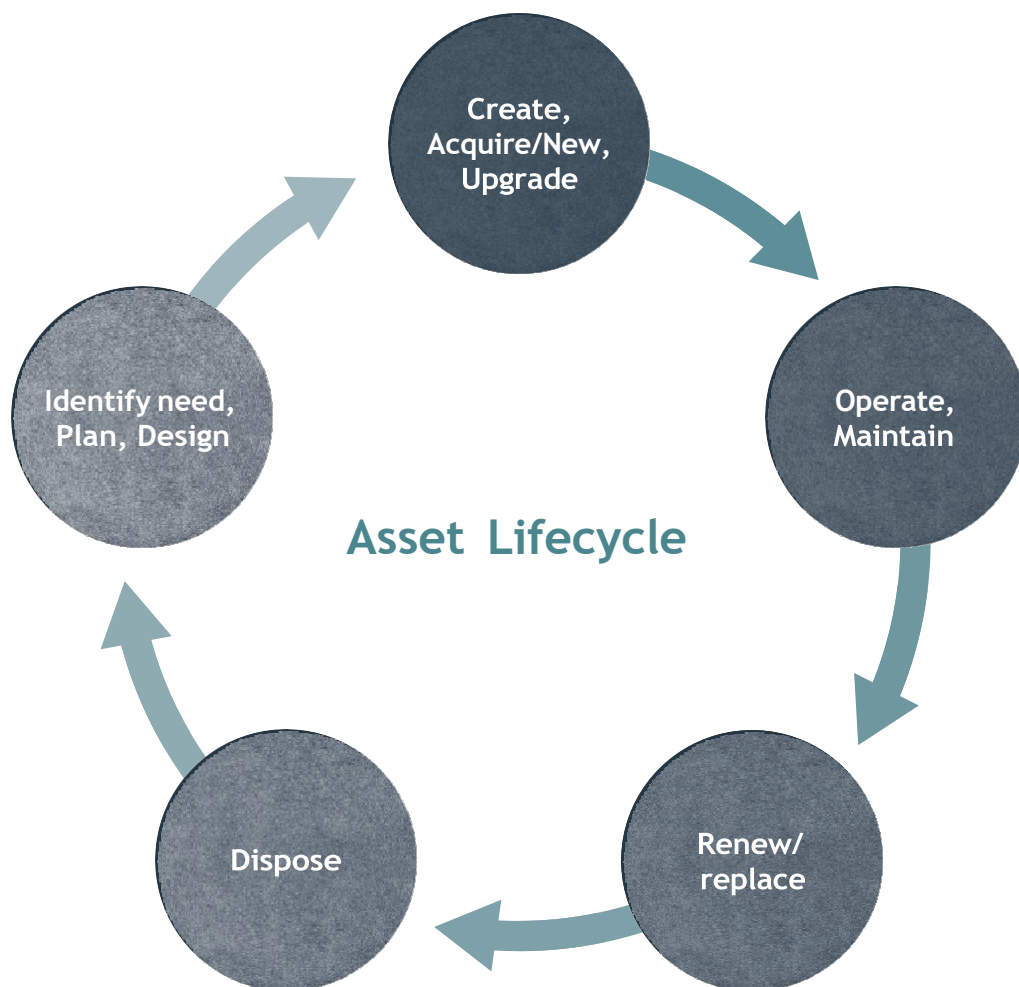 Create,
Acquire/New,
Upgrade
Operate,
Maintain
Renew/
replace
Dispose
Identify need,
Plan, Design
Asset Lifecycle